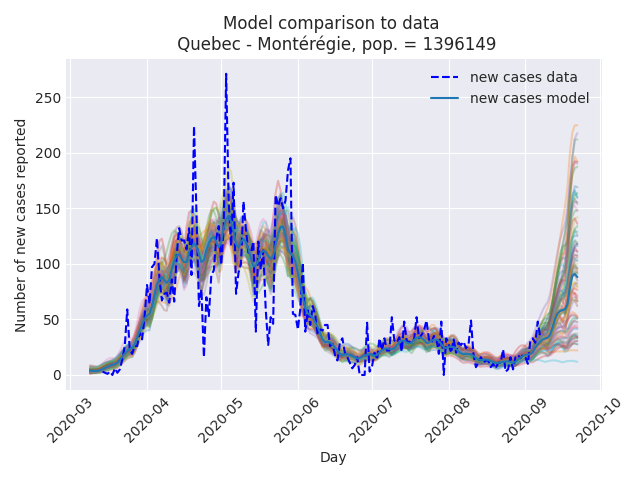 Model comparison to data
Quebec - Montérégie, pop. = 1396149
new cases data
new cases model
Number of new cases reported
250
200
150
100
50
0
2020-03
2020-04
2020-05
2020-06
2020-07
2020-08
2020-09
2020-10
Day